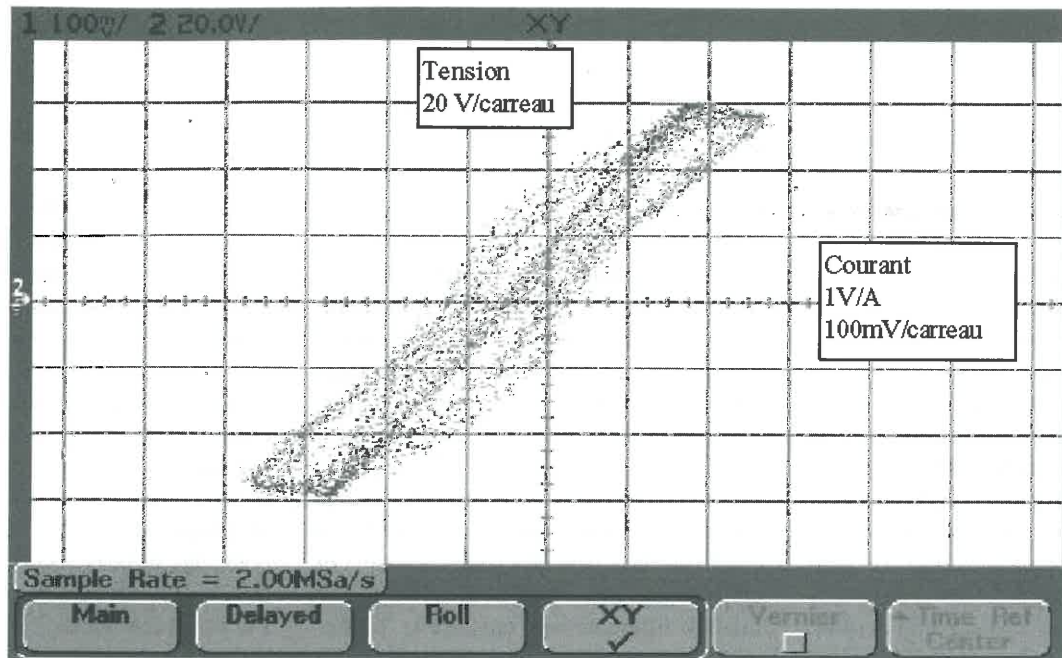 1 100㎷/ 2 20.0V/ XY
Tension
20 V/carreau
Courant
1V/A
100mV/carreau
2
Sample Rate = 2.00MSa/s
Main Delayed Roll XY Vernier Time Ref
Center